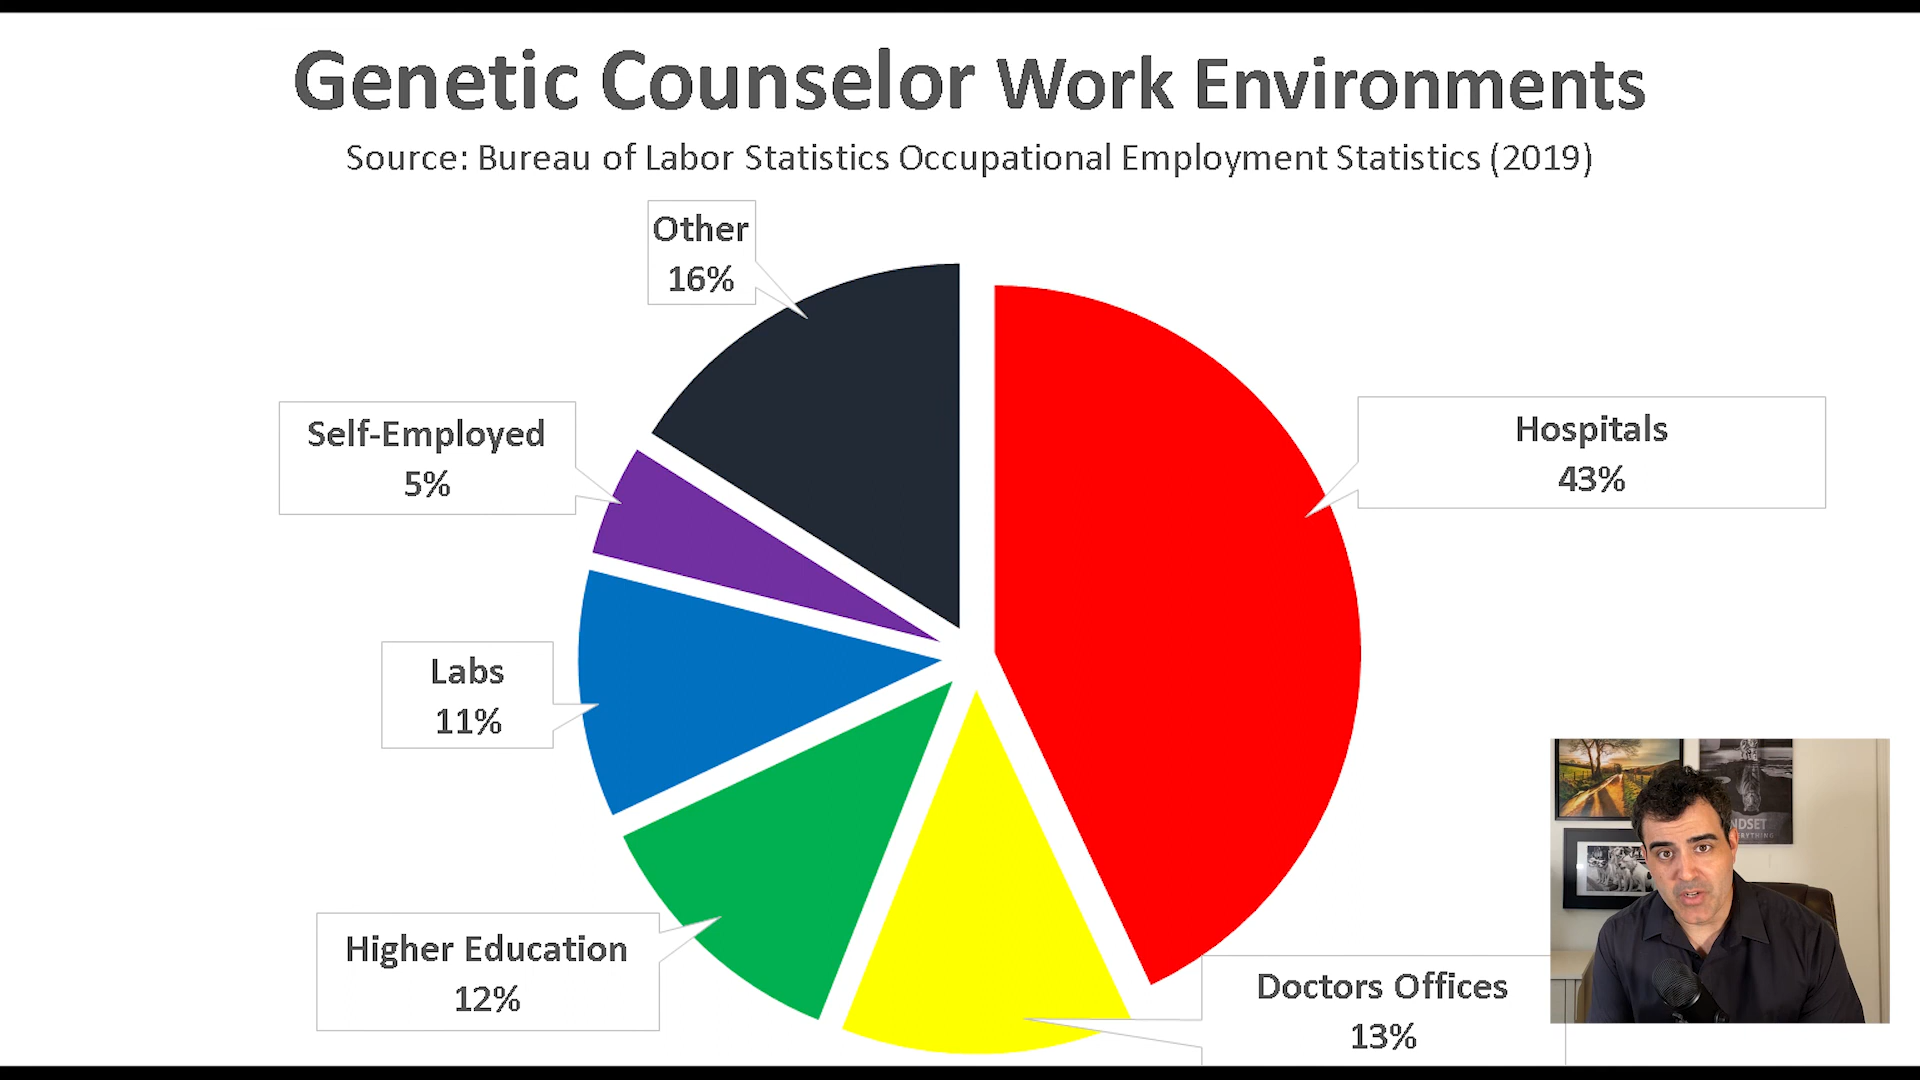 Genetic Counselor Work Environments
Source: Bureau of Labor Statistics Occupational Employment Statistics (2019)
Other
16%
Hospitals
43%
Self-Employed
5%
Labs
11%
Higher Education
12%
Doctors Offices
13%